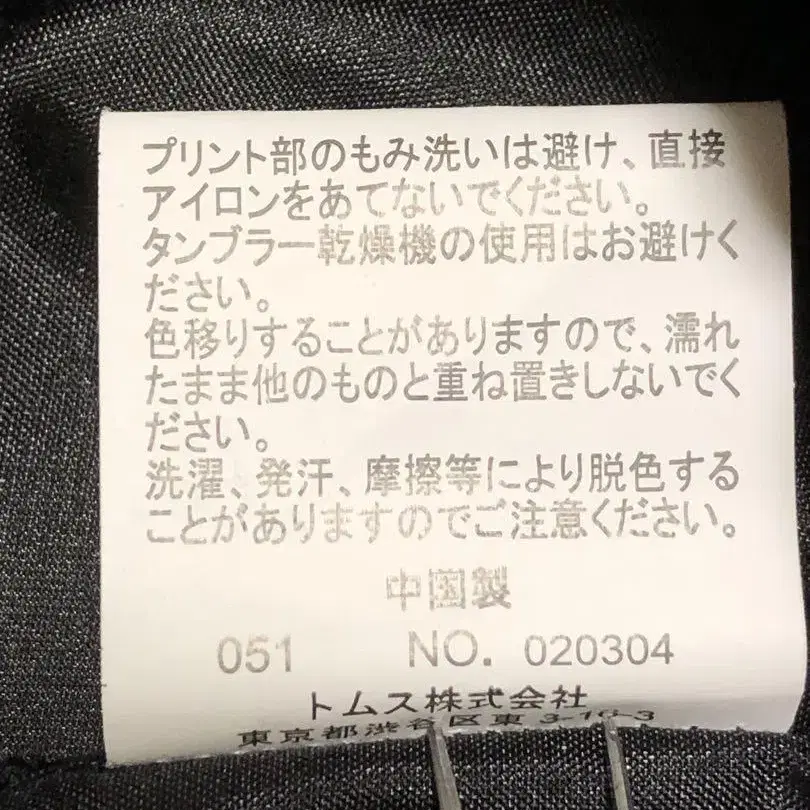 プリント部のもみ洗いは避け、直接
アイロンをあてないでください。
タンブラー乾燥機の使用はお避けく
ださい。
色移りすることがありますので、濡れ
たまま他のものと重ね置きしないでく
ださい。
洗濯、発汗、摩擦等により脱色する
ことがありますのでご注意ください。
中国製
051 NO. 020304
トムス株式会社
東京都渋谷区東 3-16-3